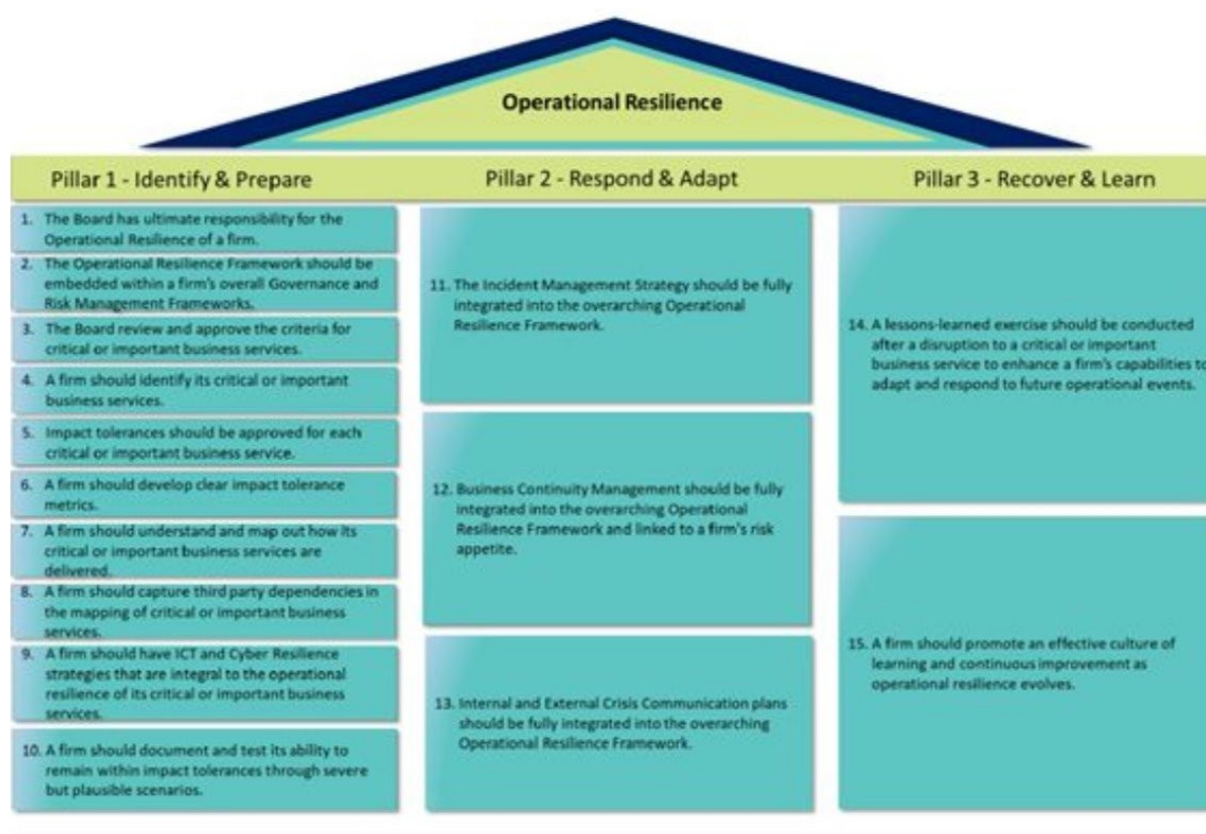 Operational Resilience
Pillar 1 - Identify & Prepare
1. The Board has ultimate responsibility for the
Operational Resilience of a firm.
2. The Operational Resilience Framework should be
embedded within a firm's overall Governance and
Risk Management Frameworks.
3. The Board review and approve the criteria for
critical or important business services.
4. A firm should identify its critical or important
business services.
5. Impact tolerances should be approved for each
critical or important business service.
6. A firm should develop clear impact tolerance
metrics.
7. A firm should understand and map out how its
critical or important business services are
delivered.
8. A firm should capture third party dependencies in
the mapping of critical or important business
services.
9. A firm should have ICT and Cyber Resilience
strategies that are integral to the operational
resilience of its critical or important business
services.
10. A firm should document and test its ability to
remain within impact tolerances through severe
but plausible scenarios.
Pillar 2 - Respond & Adapt
11. The Incident Management Strategy should be fully
integrated into the overarching Operational
Resilience Framework.
12. Business Continuity Management should be fully
integrated into the overarching Operational
Resilience Framework and linked to a firm's risk
appetite.
13. Internal and External Crisis Communication plans
should be fully integrated into the overarching
Operational Resilience Framework.
Pillar 3 - Recover & Learn
14. A lessons-learned exercise should be conducted
after a disruption to a critical or important
business service to enhance a firm's capabilities to
adapt and respond to future operational events.
15. A firm should promote an effective culture of
learning and continuous improvement as
operational resilience evolves.